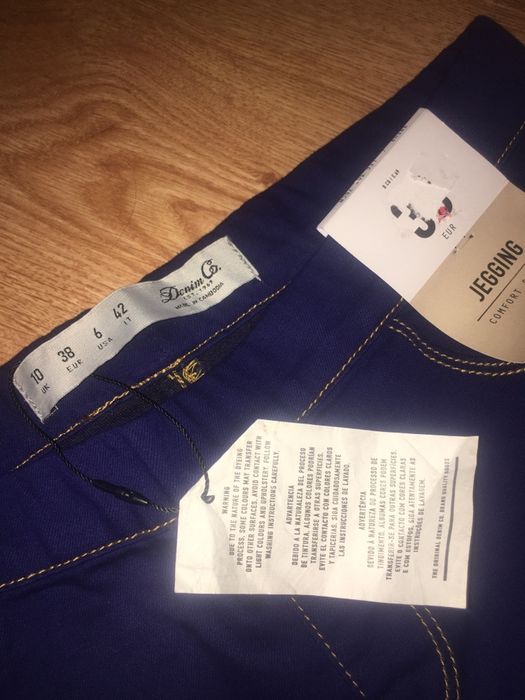 10 38 6 42
UK EUR USA IT
Denim Co.
EST. 1969
MADE IN CAMBODIA
EUR
JEGGING
COMFORT
WARNING
DUE TO THE NATURE OF THE DYEING
PROCESS, SOME COLOURS MAY TRANSFER
ONTO OTHER SURFACES. AVOID CONTACT WITH
LIGHT COLOURS AND UPHOLSTERY. FOLLOW
WASHING INSTRUCTIONS CAREFULLY.
ADVERTENCIA
DEBIDO A LA NATURALEZA DEL PROCESO
DE TINTURA, ALGUNOS COLORES PODRÍAN
TRANSFERIRSE A OTRAS SUPERFICIES.
EVITE EL CONTACTO CON COLORES CLAROS
Y TAPICERÍAS. SIGA CUIDADOSAMENTE
LAS INSTRUCCIONES DE LAVADO.
ADVERTÊNCIA
DEVIDO À NATUREZA DO PROCESSO DE
TINGIMENTO, ALGUMAS CORES PODEM
TRANSFERIR-SE PARA OUTRAS SUPERFÍCIES.
EVITE O CONTACTO COM CORES CLARAS
E COM ESTOFOS. SIGA ATENTAMENTE AS
INSTRUÇÕES DE LAVAGEM.
THE ORIGINAL DENIM CO. BRAND QUALITY GOODS